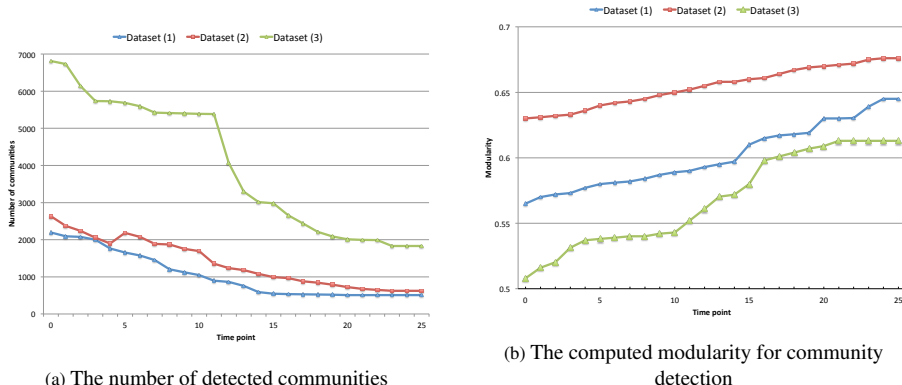 Dataset (1) Dataset (2) Dataset (3)
7000
6000
5000
4000
3000
2000
1000
0
Number of communities
0 5 10 15 20 25
Time point
(a) The number of detected communities
(b)
Dataset (1) Dataset (2) Dataset (3)
0.7
0.65
0.6
0.55
0.5
Modularity
0 5 10 15 20 25
Time point
(b) The computed modularity for community
detection